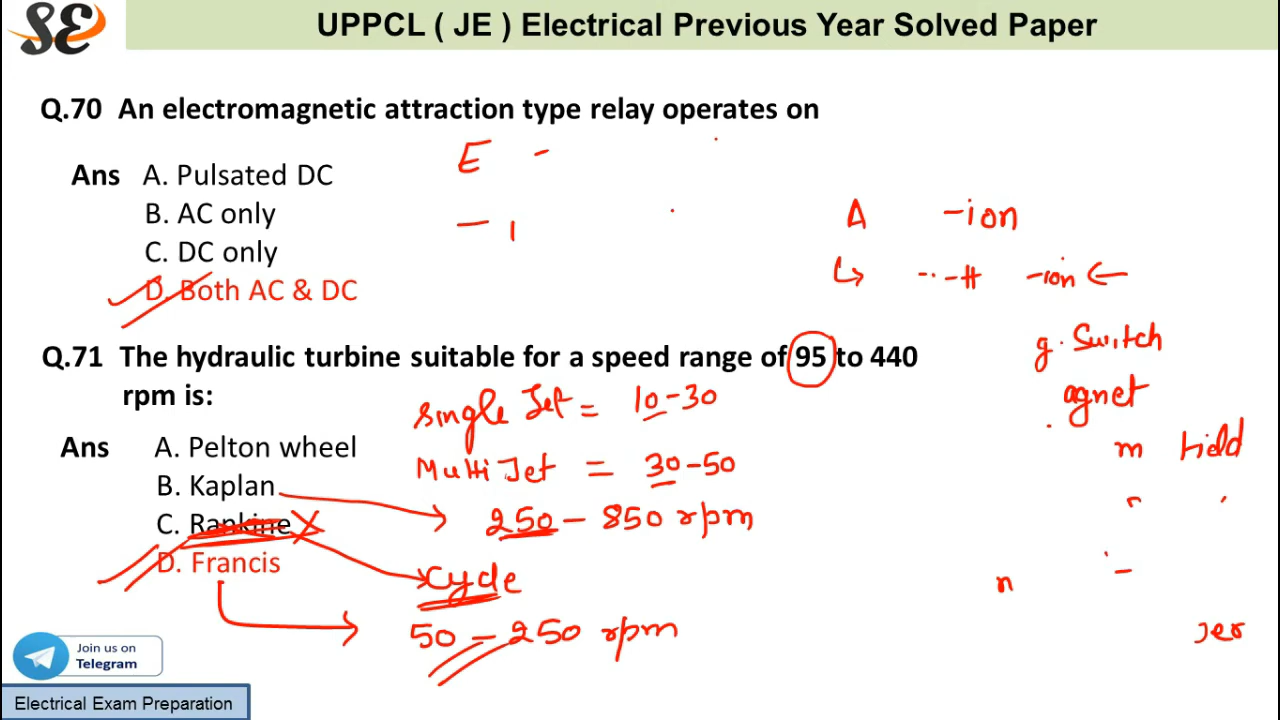 SE
UPPCL ( JE ) Electrical Previous Year Solved Paper
Q.70 An electromagnetic attraction type relay operates on
Ans A. Pulsated DC
B. AC only
C. DC only
D. Both AC & DC
E
A -ion
-ion
g. Switch
agnet
Q.71 The hydraulic turbine suitable for a speed range of 95 to 440
rpm is:
Single Jet = 10-30
Ans A. Pelton wheel
Multi Jet = 30-50
m
B. Kaplan
250 - 850 rpm
C. Rankine
D. Francis
Cycle
n
50 - 250 rpm
Join us on
Telegram
Electrical Exam Preparation